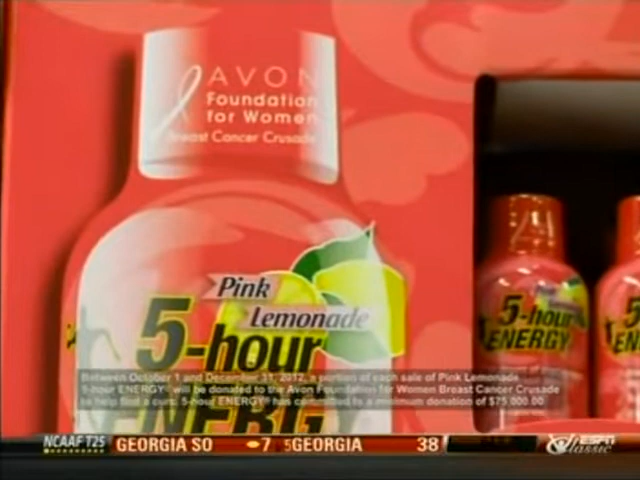 AVON
Foundation
for Women
Breast Cancer Crusade
Pink
Lemonade
5-hour
ENERG
5-hour
ENERGY
Between October 1 and December 31, 2012, a portion of each sale of Pink Lemonade
5-hour ENERGY® will be donated to the Avon Foundation for Women Breast Cancer Crusade
to help find a cure. 5-hour ENERGY® has committed to a minimum donation of $75,000.00
NCAAF T25 GEORGIA SO 7 5GEORGIA 38 ESPN
Classic